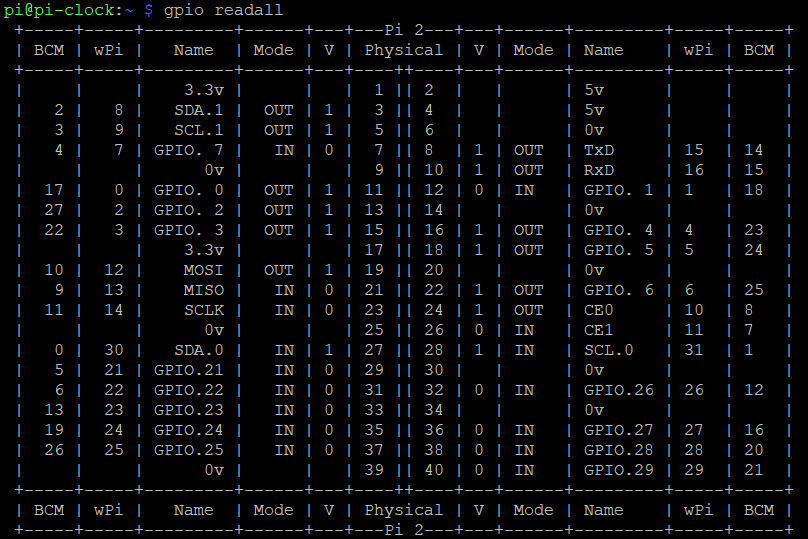 pi@pi-clock:~ $ gpio readall
 +-----+-----+---------+------+---+---Pi 2---+---+------+---------+-----+-----+
 | BCM | wPi |   Name  | Mode | V | Physical | V | Mode | Name    | wPi | BCM |
 +-----+-----+---------+------+---+----++----+---+------+---------+-----+-----+
 |     |     |    3.3v |      |   |  1 || 2  |   |      | 5v      |     |     |
 |   2 |   8 |   SDA.1 |  OUT | 1 |  3 || 4  |   |      | 5v      |     |     |
 |   3 |   9 |   SCL.1 |  OUT | 1 |  5 || 6  |   |      | 0v      |     |     |
 |   4 |   7 | GPIO. 7 |   IN | 0 |  7 || 8  | 1 | OUT  | TxD     | 15  | 14  |
 |     |     |      0v |      |   |  9 || 10 | 1 | OUT  | RxD     | 16  | 15  |
 |  17 |   0 | GPIO. 0 |  OUT | 1 | 11 || 12 | 0 | IN   | GPIO. 1 | 1   | 18  |
 |  27 |   2 | GPIO. 2 |  OUT | 1 | 13 || 14 |   |      | 0v      |     |     |
 |  22 |   3 | GPIO. 3 |  OUT | 1 | 15 || 16 | 1 | OUT  | GPIO. 4 | 4   | 23  |
 |     |     |    3.3v |      |   | 17 || 18 | 1 | OUT  | GPIO. 5 | 5   | 24  |
 |  10 |  12 |    MOSI |  OUT | 1 | 19 || 20 |   |      | 0v      |     |     |
 |   9 |  13 |    MISO |   IN | 0 | 21 || 22 | 1 | OUT  | GPIO. 6 | 6   | 25  |
 |  11 |  14 |    SCLK |   IN | 0 | 23 || 24 | 1 | OUT  | CE0     | 10  | 8   |
 |     |     |      0v |      |   | 25 || 26 | 0 | IN   | CE1     | 11  | 7   |
 |   0 |  30 |   SDA.0 |   IN | 1 | 27 || 28 | 1 | IN   | SCL.0   | 31  | 1   |
 |   5 |  21 | GPIO.21 |   IN | 0 | 29 || 30 |   |      | 0v      |     |     |
 |   6 |  22 | GPIO.22 |   IN | 0 | 31 || 32 | 0 | IN   | GPIO.26 | 26  | 12  |
 |  13 |  23 | GPIO.23 |   IN | 0 | 33 || 34 |   |      | 0v      |     |     |
 |  19 |  24 | GPIO.24 |   IN | 0 | 35 || 36 | 0 | IN   | GPIO.27 | 27  | 16  |
 |  26 |  25 | GPIO.25 |   IN | 0 | 37 || 38 | 0 | IN   | GPIO.28 | 28  | 20  |
 |     |     |      0v |      |   | 39 || 40 | 0 | IN   | GPIO.29 | 29  | 21  |
 +-----+-----+---------+------+---+----++----+---+------+---------+-----+-----+
 | BCM | wPi |   Name  | Mode | V | Physical | V | Mode | Name    | wPi | BCM |
 +-----+-----+---------+------+---+---Pi 2---+---+------+---------+-----+-----+